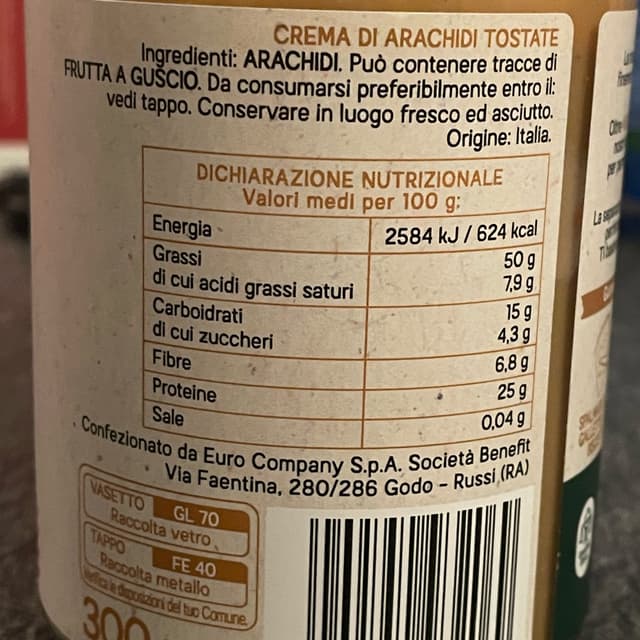 CREMA DI ARACHIDI TOSTATE
Ingredienti: ARACHIDI. Può contenere tracce di
FRUTTA A GUSCIO. Da consumarsi preferibilmente entro il:
vedi tappo. Conservare in luogo fresco ed asciutto.
Origine: Italia.
DICHIARAZIONE NUTRIZIONALE
Valori medi per 100 g:
Energia 2584 kJ / 624 kcal
Grassi 50 g
di cui acidi grassi saturi 7,9 g
Carboidrati 15 g
di cui zuccheri 4,3 g
Fibre 6,8 g
Proteine 25 g
Sale 0,04 g
Confezionato da Euro Company S.p.A. Società Benefit
Via Faentina, 280/286 Godo - Russi (RA)
VASETTO GL 70
Raccolta vetro
TAPPO FE 40
Raccolta metallo
Verifica le disposizioni del tuo Comune.
300